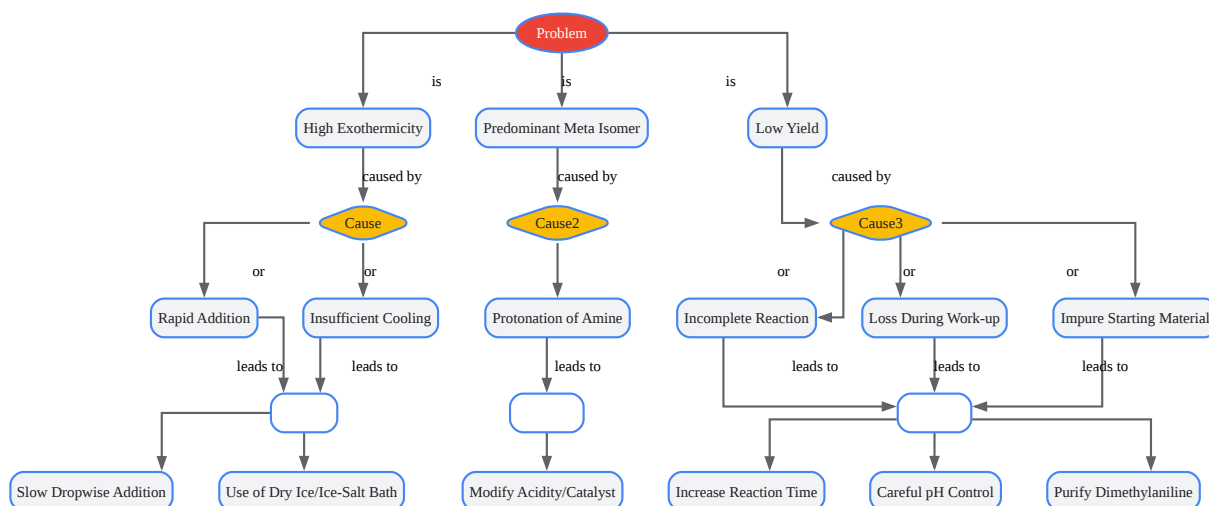 Problem
is
is
is
High Exothermicity
Predominant Meta Isomer
Low Yield
caused by
caused by
caused by
Cause
Cause2
Cause3
or
or
or
or
or
Rapid Addition
Insufficient Cooling
Protonation of Amine
Incomplete Reaction
Loss During Work-up
Impure Starting Material
leads to
leads to
leads to
leads to
leads to
leads to
Slow Dropwise Addition
Use of Dry Ice/Ice-Salt Bath
Modify Acidity/Catalyst
Increase Reaction Time
Careful pH Control
Purify Dimethylaniline